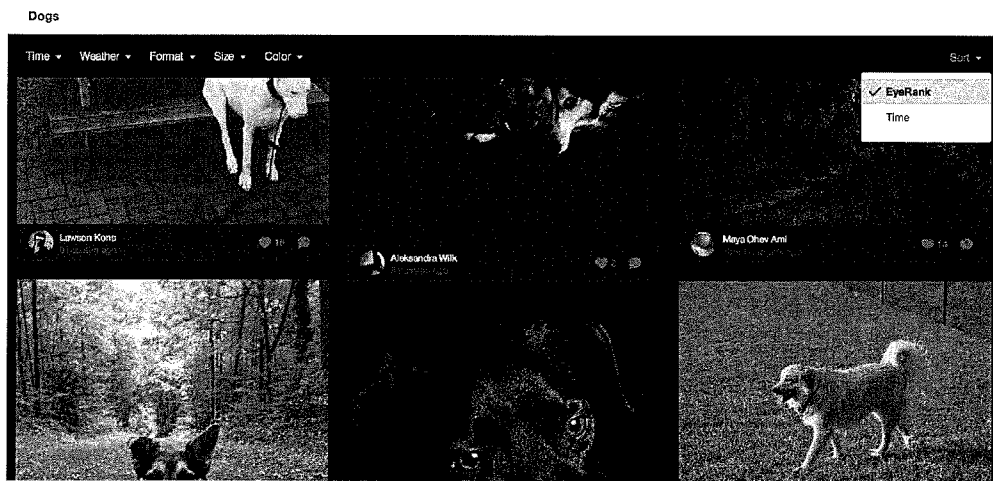 Dogs
Time Weather Format Size Color Sort
EyeRank
Time
Lawson Kong
Aleksandra Wilk
Maya Ohev Ami